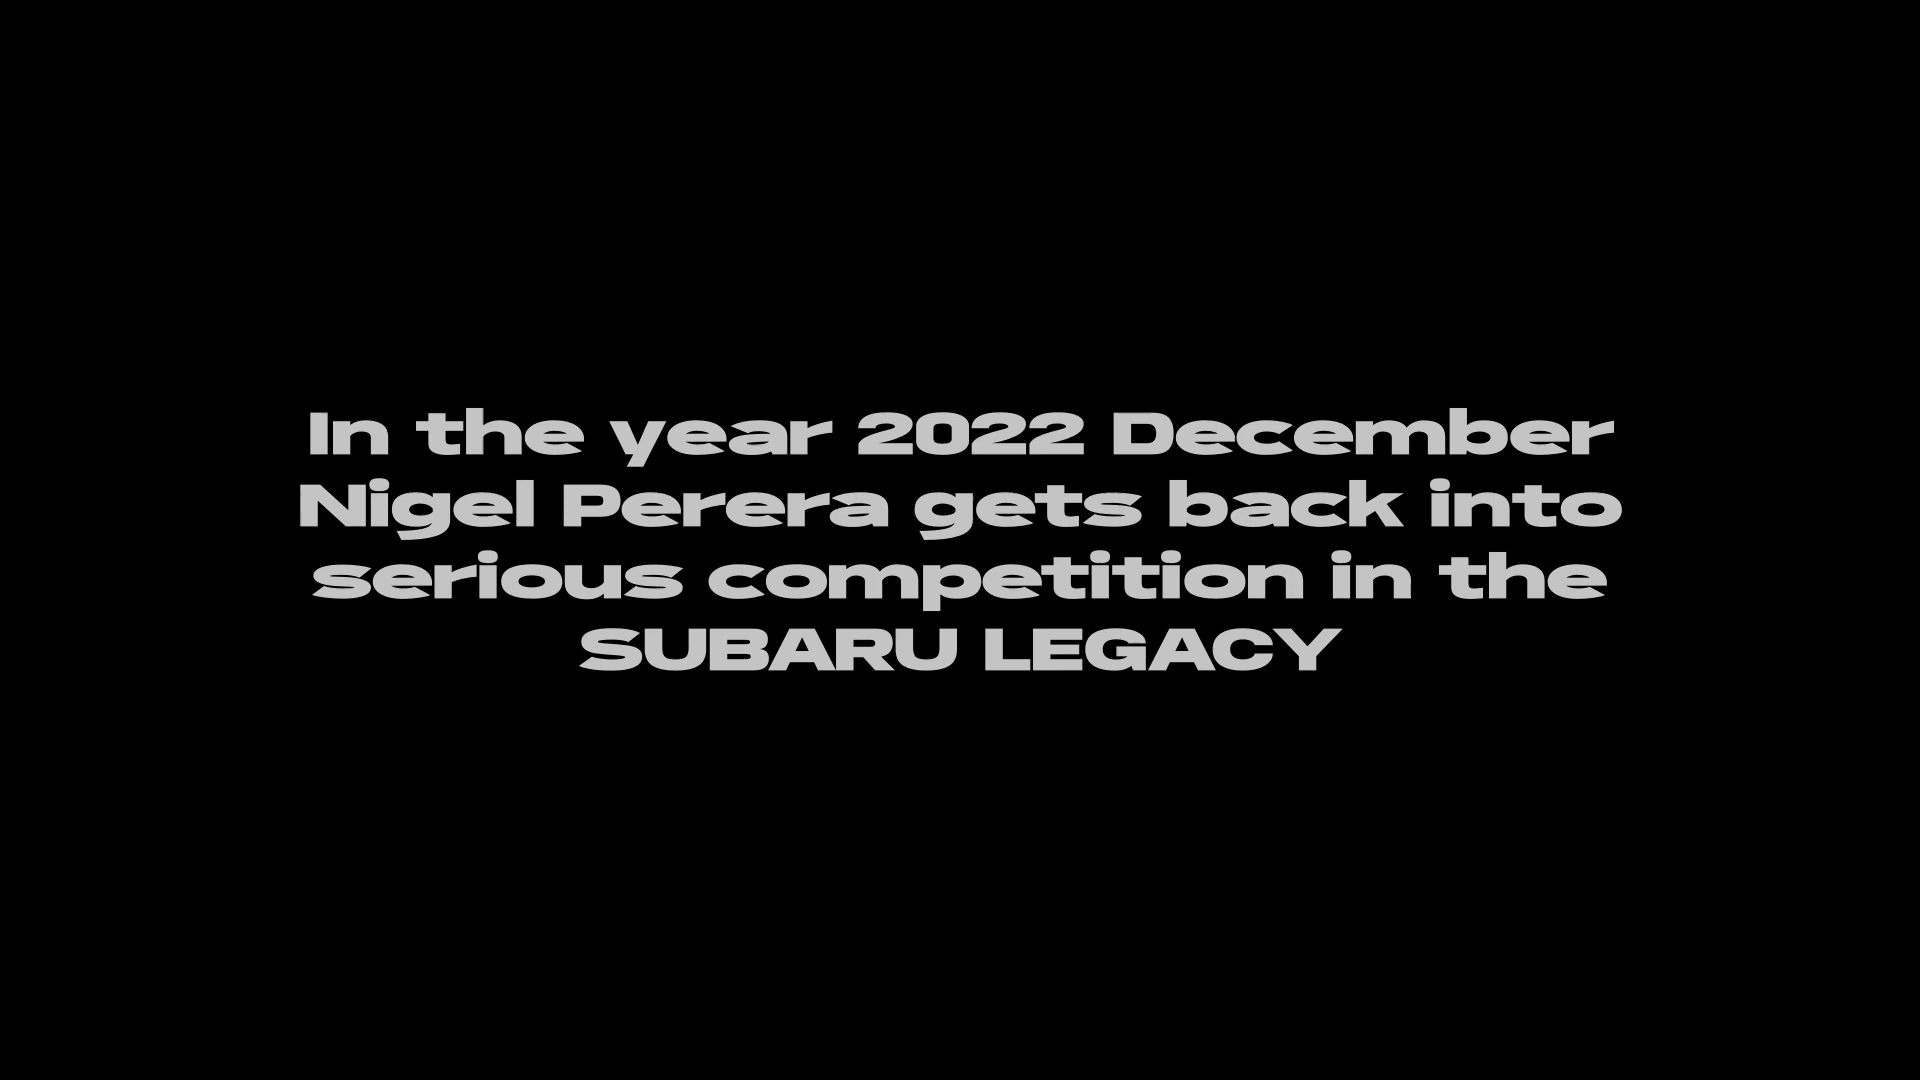 In the year 2022 December
Nigel Perera gets back into
serious competition in the
SUBARU LEGACY